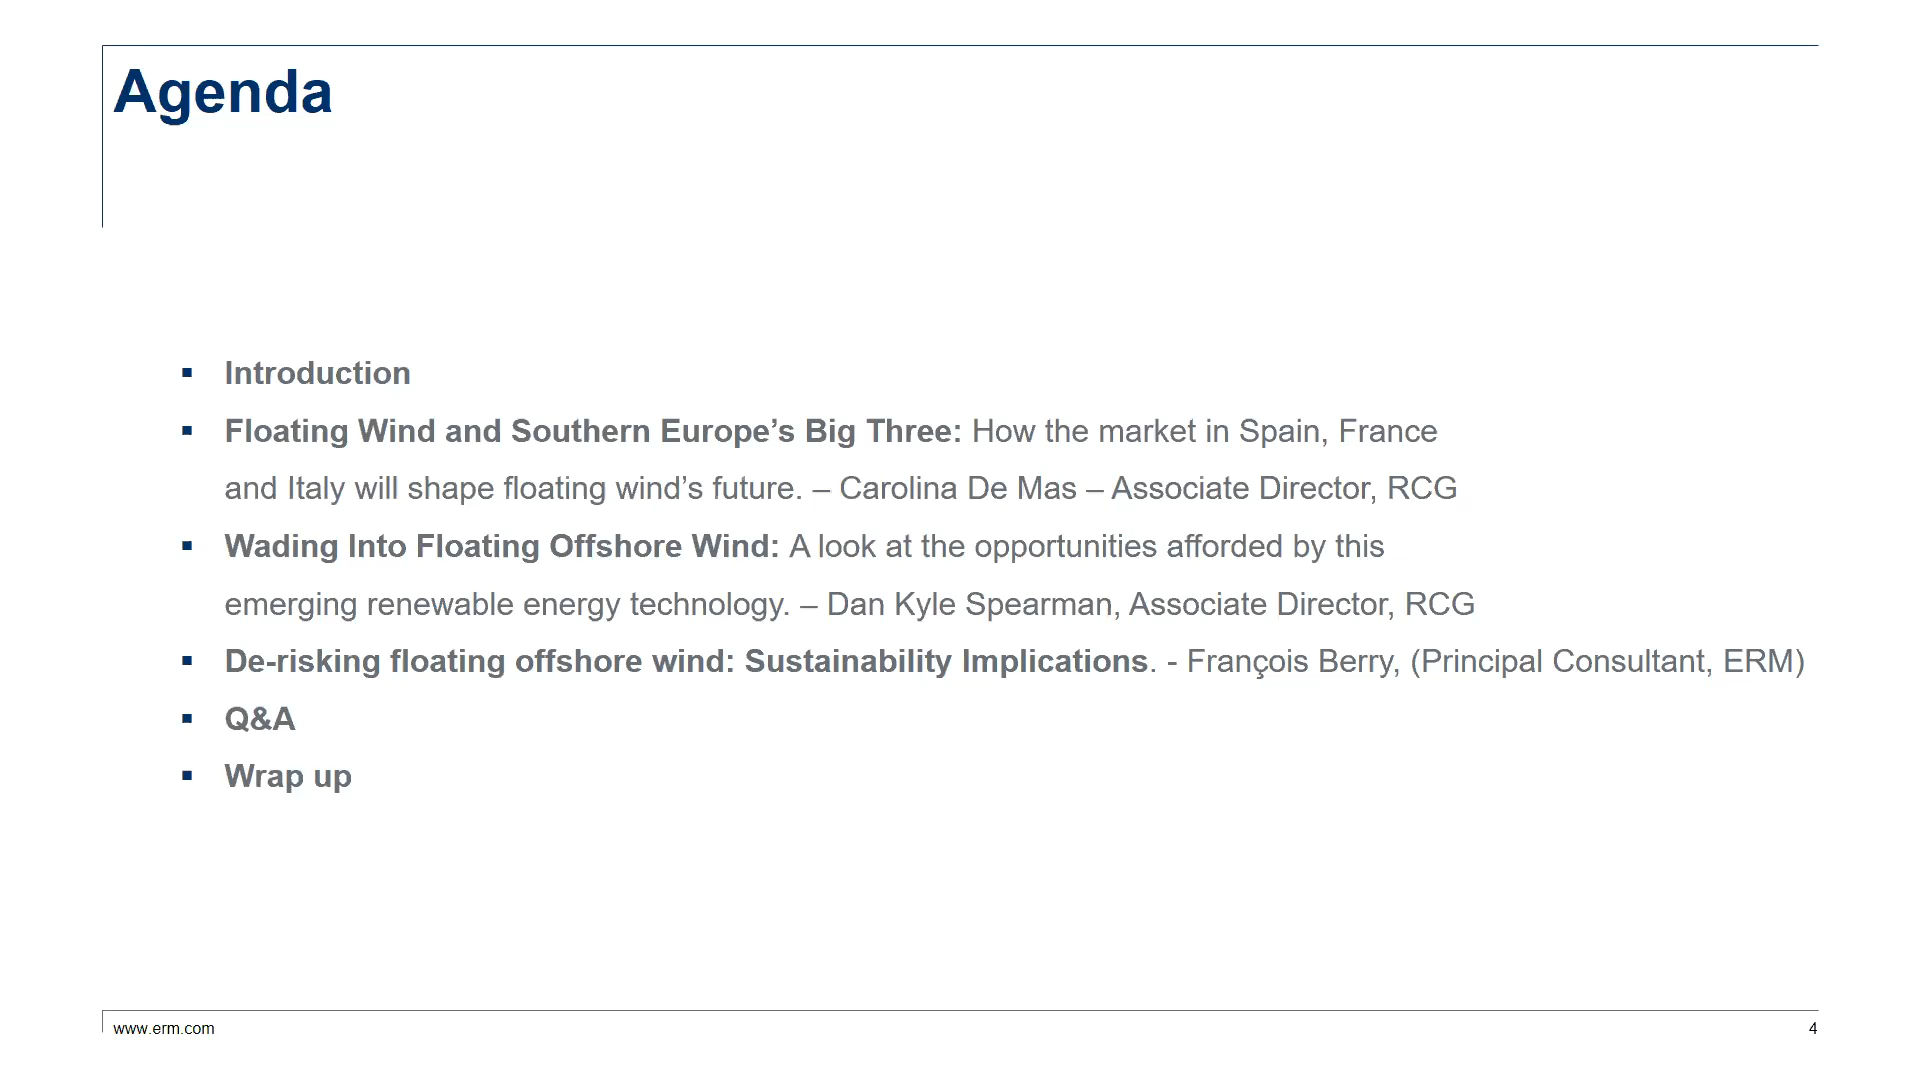 Agenda
▪ Introduction
▪ Floating Wind and Southern Europe’s Big Three: How the market in Spain, France
and Italy will shape floating wind’s future. – Carolina De Mas – Associate Director, RCG
▪ Wading Into Floating Offshore Wind: A look at the opportunities afforded by this
emerging renewable energy technology. – Dan Kyle Spearman, Associate Director, RCG
▪ De-risking floating offshore wind: Sustainability Implications. - François Berry, (Principal Consultant, ERM)
▪ Q&A
▪ Wrap up
www.erm.com
4